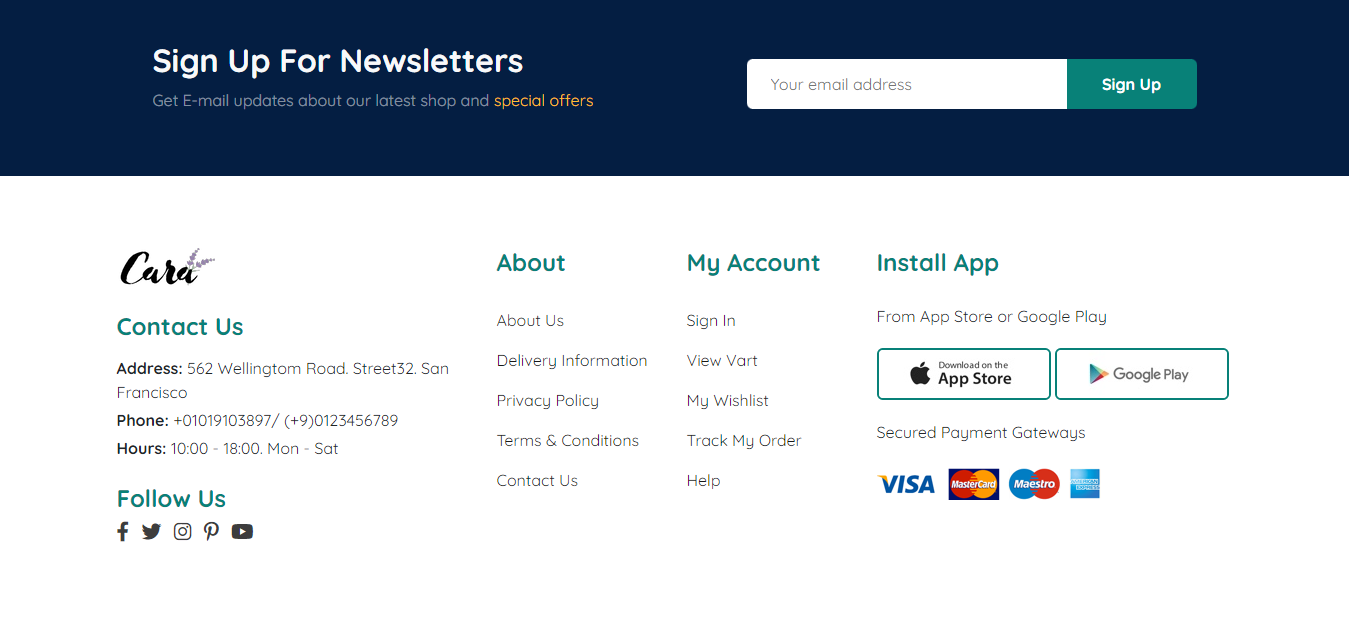 Sign Up For Newsletters
Get E-mail updates about our latest shop and special offers
Your email address
Sign Up
Cara
Contact Us
Address: 562 Wellingtom Road. Street32. San
Francisco
Phone: +01019103897/ (+9)0123456789
Hours: 10:00 - 18:00. Mon - Sat
Follow Us
About
About Us
Delivery Information
Privacy Policy
Terms & Conditions
Contact Us
My Account
Sign In
View Vart
My Wishlist
Track My Order
Help
Install App
From App Store or Google Play
Download on the
App Store
Google Play
Secured Payment Gateways
VISA
MasterCard
Maestro
AMERICAN
EXPRESS